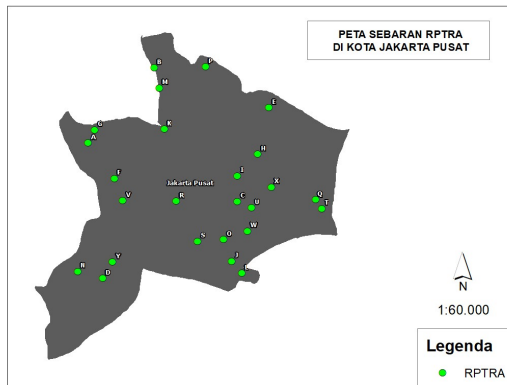 PETA SEBARAN RPTRA
DI KOTA JAKARTA PUSAT
B
P
M
E
G
K
A
H
I
F
X
Jakarta Pusat
V
R
C
U
Q
T
W
S
O
Y
J
N
D
L
N
1:60.000
Legenda
RPTRA